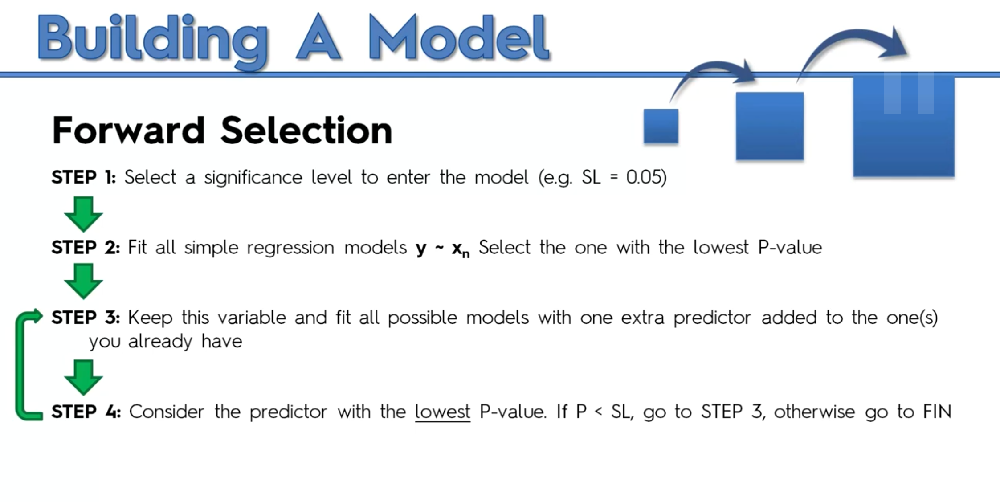 Building A Model
Forward Selection
STEP 1: Select a significance level to enter the model (e.g. SL = 0.05)
STEP 2: Fit all simple regression models y ~ xn Select the one with the lowest P-value
STEP 3: Keep this variable and fit all possible models with one extra predictor added to the one(s)
you already have
STEP 4: Consider the predictor with the lowest P-value. If P < SL, go to STEP 3, otherwise go to FIN